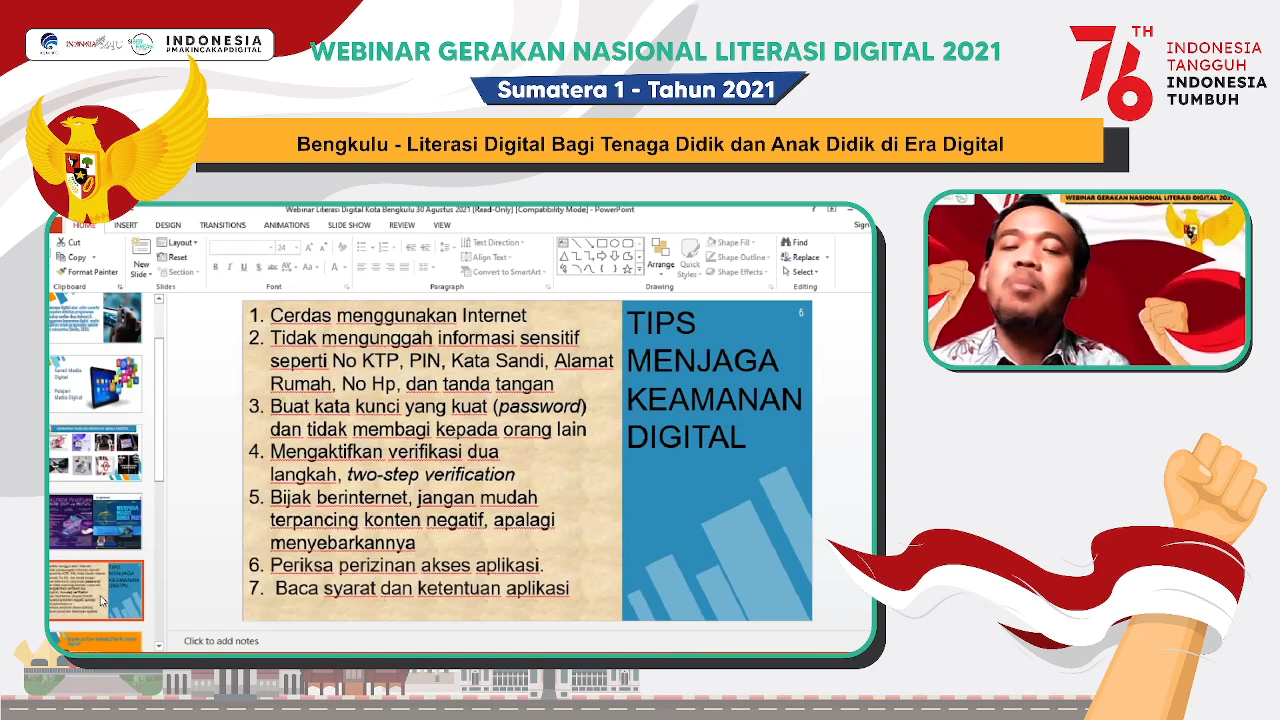 INDONESIA
#MAKINCAKAPDIGITAL
WEBINAR GERAKAN NASIONAL LITERASI DIGITAL 2021
Sumatera 1 - Tahun 2021
76 TH
INDONESIA
TANGGUH
INDONESIA
TUMBUH
Bengkulu - Literasi Digital Bagi Tenaga Didik dan Anak Didik di Era Digital
Webinar Literasi Digital Kota Bengkulu 30 Agustus 2021 [Read-Only] [Compatibility Mode] - PowerPoint
HOME INSERT DESIGN TRANSITIONS ANIMATIONS SLIDE SHOW REVIEW VIEW Sign
Cut
Copy
Format Painter
Clipboard
New
Slide
Layout
Reset
Section
Slides
24
Font
Text Direction
Align Text
Convert to SmartArt
Paragraph
Arrange
Quick
Styles
Shape Fill
Shape Outline
Shape Effects
Drawing
Find
Replace
Select
Editing
1. Cerdas menggunakan Internet
2. Tidak mengunggah informasi sensitif
seperti No KTP, PIN, Kata Sandi, Alamat
Rumah, No Hp, dan tanda tangan
3. Buat kata kunci yang kuat (password)
dan tidak membagi kepada orang lain
4. Mengaktifkan verifikasi dua
langkah, two-step verification
5. Bijak berinternet, jangan mudah
terpancing konten negatif, apalagi
menyebarkannya
6. Periksa perizinan akses aplikasi.
7. Baca syarat dan ketentuan aplikasi
6
TIPS
MENJAGA
KEAMANAN
DIGITAL
Click to add notes
WEBINAR GERAKAN NASIONAL LITERASI DIGITAL 202